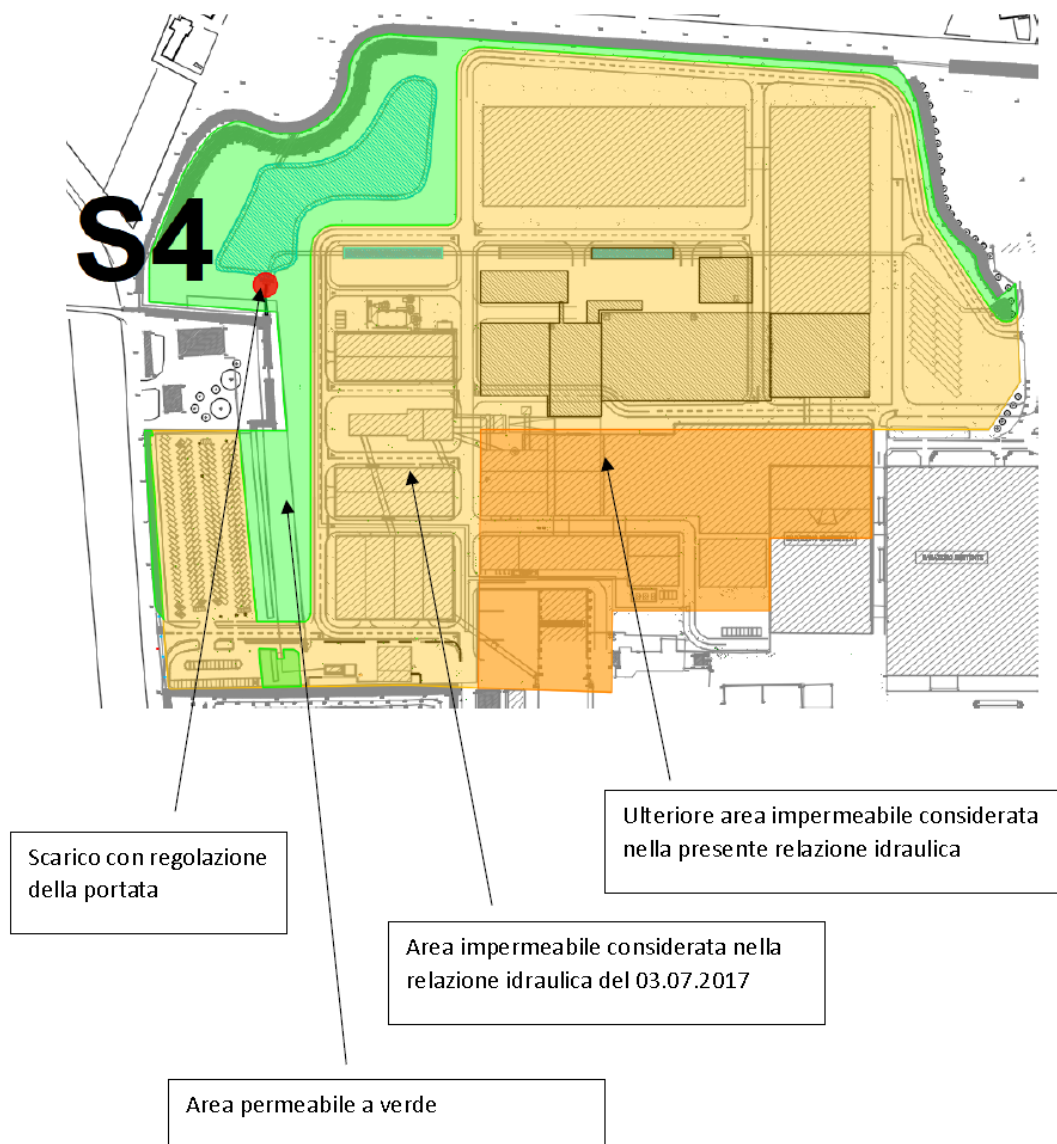 S4
Ulteriore area impermeabile considerata
nella presente relazione idraulica
Scarico con regolazione
della portata
Area impermeabile considerata nella
relazione idraulica del 03.07.2017
Area permeabile a verde